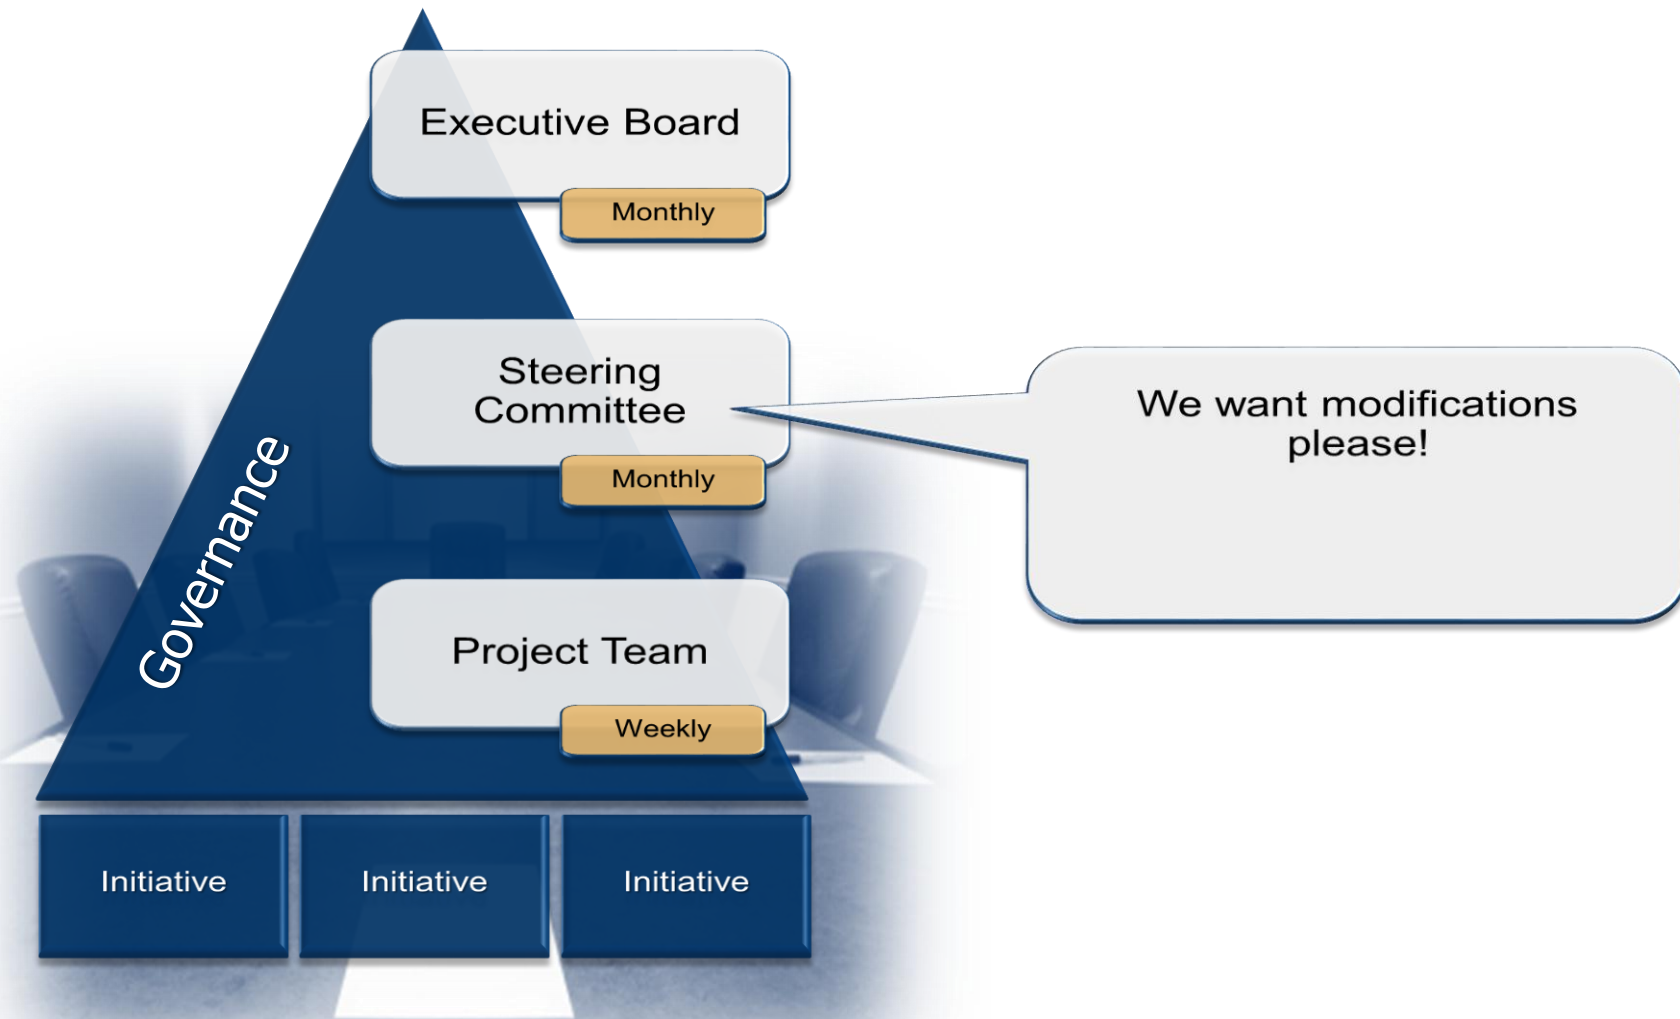 Executive Board
Monthly
Steering
Committee
Monthly
We want modifications
please!
Governance
Project Team
Weekly
Initiative
Initiative
Initiative